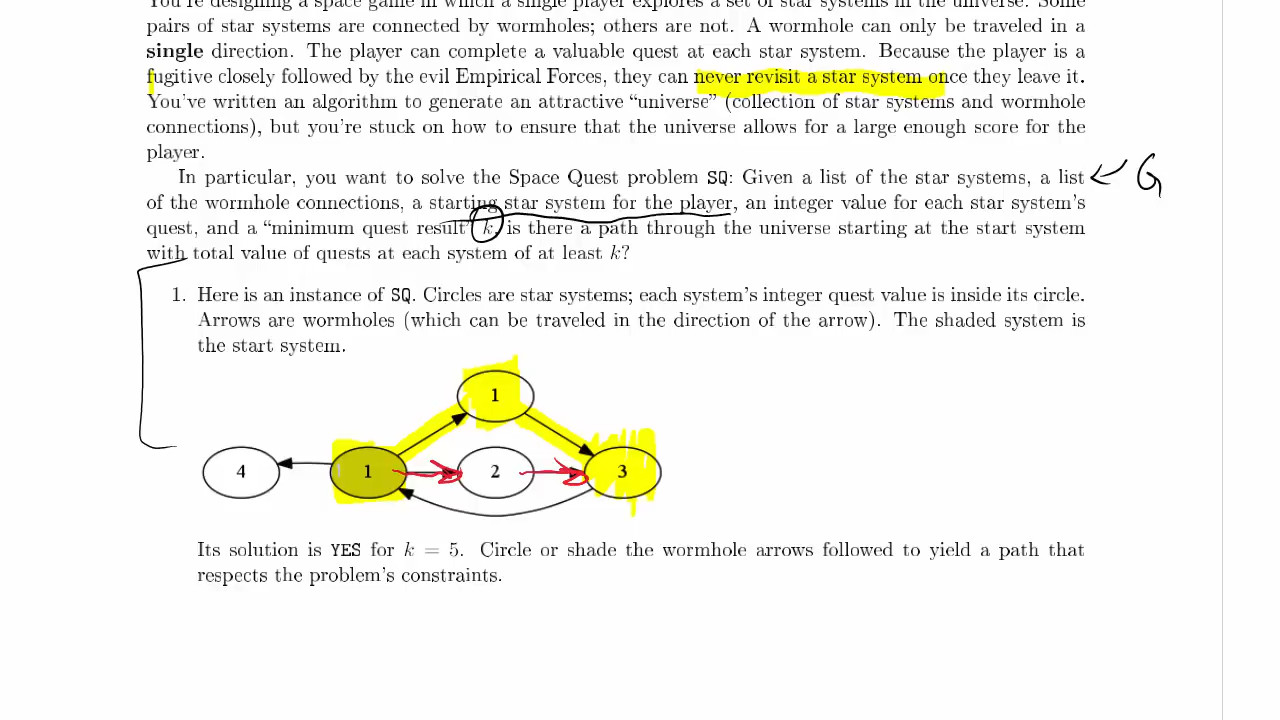 You're designing a space game in which a single player explores a set of star systems in the universe. Some
pairs of star systems are connected by wormholes; others are not. A wormhole can only be traveled in a
single direction. The player can complete a valuable quest at each star system. Because the player is a
fugitive closely followed by the evil Empirical Forces, they can never revisit a star system once they leave it.
You've written an algorithm to generate an attractive “universe” (collection of star systems and wormhole
connections), but you're stuck on how to ensure that the universe allows for a large enough score for the
player.
In particular, you want to solve the Space Quest problem SQ: Given a list of the star systems, a list
G
of the wormhole connections, a starting star system for the player, an integer value for each star system's
quest, and a “minimum quest result” k, is there a path through the universe starting at the start system
with total value of quests at each system of at least k?
1. Here is an instance of SQ. Circles are star systems; each system's integer quest value is inside its circle.
Arrows are wormholes (which can be traveled in the direction of the arrow). The shaded system is
the start system.
1
4 1 2 3
Its solution is YES for k = 5. Circle or shade the wormhole arrows followed to yield a path that
respects the problem's constraints.